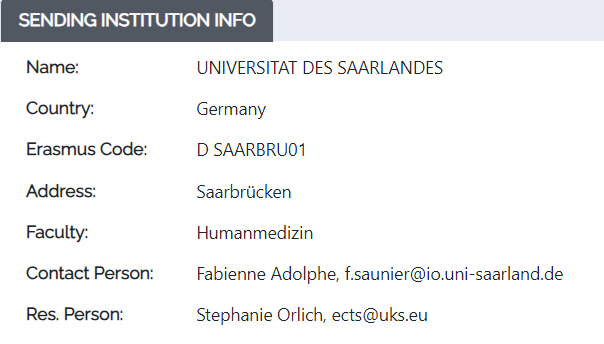 SENDING INSTITUTION INFO
Name: UNIVERSITAT DES SAARLANDES
Country: Germany
Erasmus Code: D SAARBRU01
Address: Saarbrücken
Faculty: Humanmedizin
Contact Person: Fabienne Adolphe, f.saunier@io.uni-saarland.de
Res. Person: Stephanie Orlich, ects@uks.eu